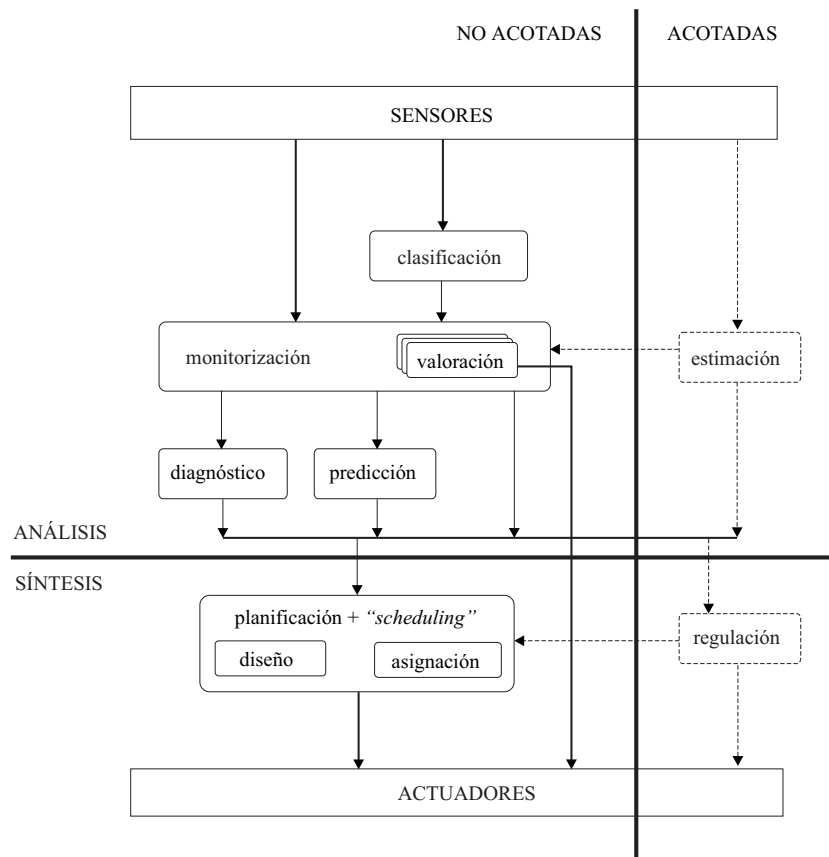 NO ACOTADAS
ACOTADAS
SENSORES
clasificación
monitorización
valoración
estimación
diagnóstico
predicción
ANÁLISIS
SÍNTESIS
planificación + “scheduling”
diseño
asignación
regulación
ACTUADORES